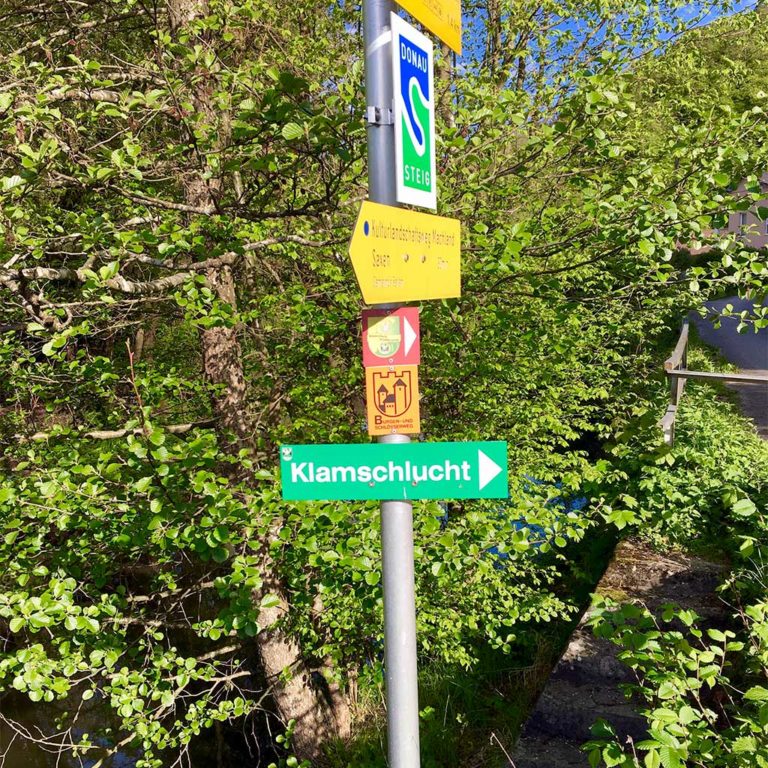 DONAU
STEIG
Kulturlandschaftsweg Machland
Saxen
BURGEN- UND
SCHLÖSSERWEG
Klamschlucht